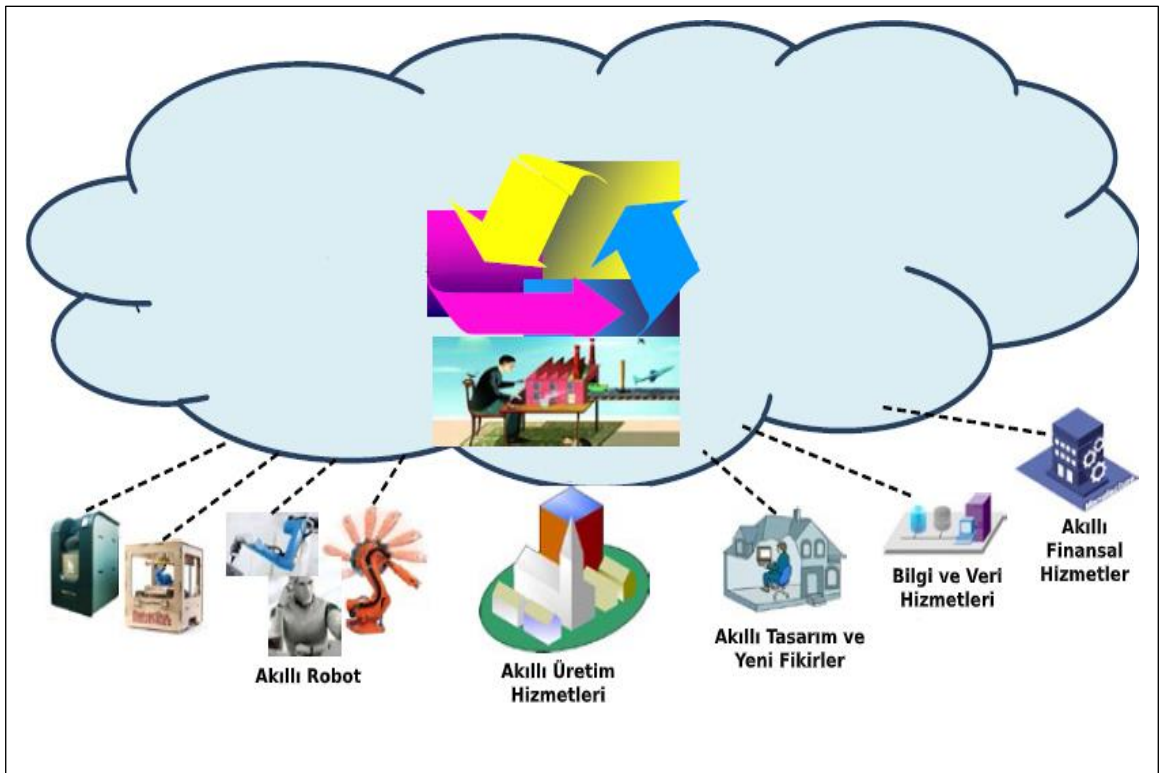 Akıllı Robot
Akıllı Üretim
Hizmetleri
Akıllı Tasarım ve
Yeni Fikirler
Bilgi ve Veri
Hizmetleri
Akıllı
Finansal
Hizmetler